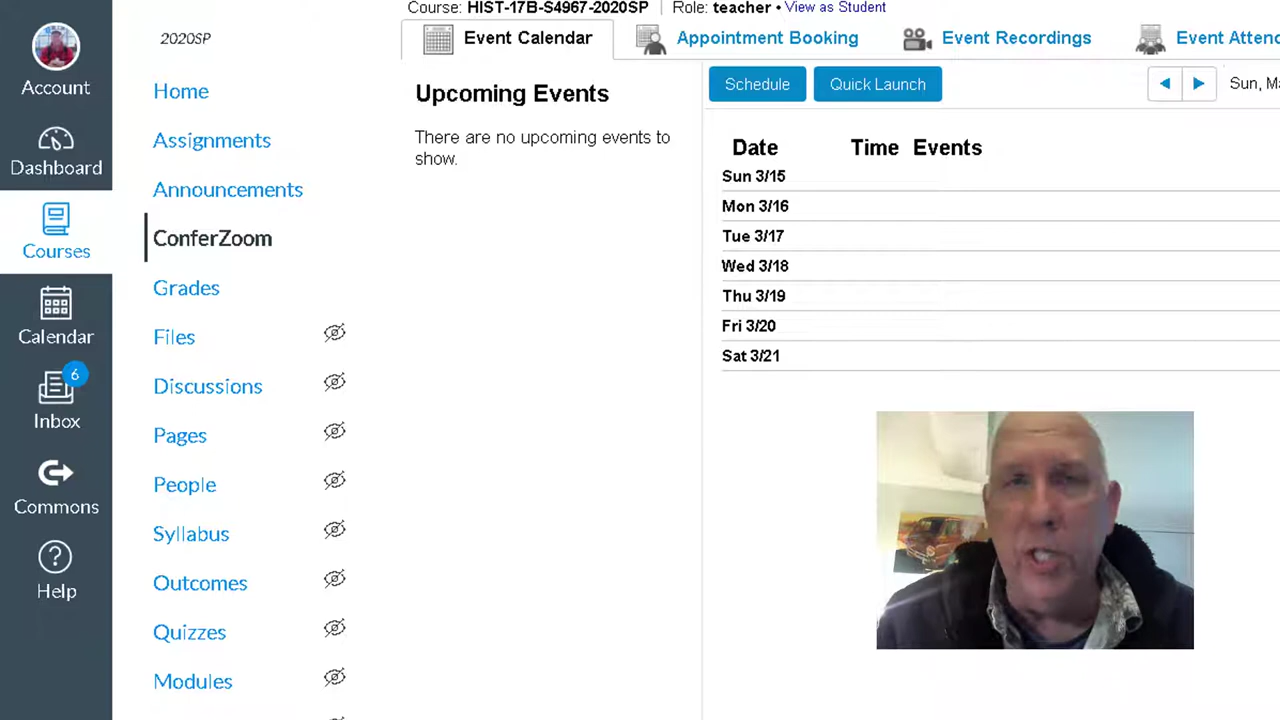 Course: HIST-17B-S4967-2020SP Role: teacher • View as Student
2020SP
Event Calendar
Appointment Booking
Event Recordings
Account
Dashboard
Courses
Calendar
6
Inbox
Commons
Help
Home
Assignments
Announcements
ConferZoom
Grades
Files
Discussions
Pages
People
Syllabus
Outcomes
Quizzes
Modules
Upcoming Events
There are no upcoming events to
show.
Schedule Quick Launch
Sun,
Date Time Events
Sun 3/15
Mon 3/16
Tue 3/17
Wed 3/18
Thu 3/19
Fri 3/20
Sat 3/21